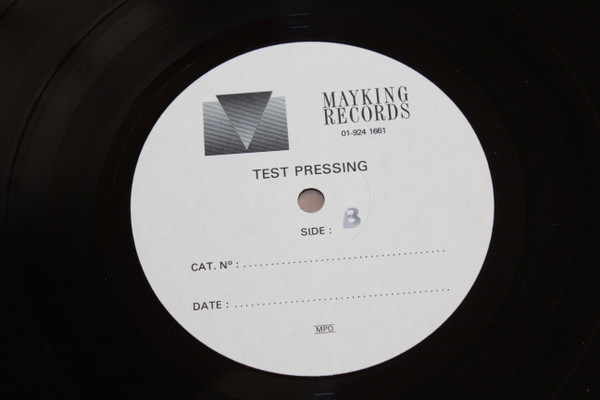 MAYKING
RECORDS
01-924 1661
TEST PRESSING
SIDE : B
CAT. Nº : ....................................
DATE : .......................................
MPO